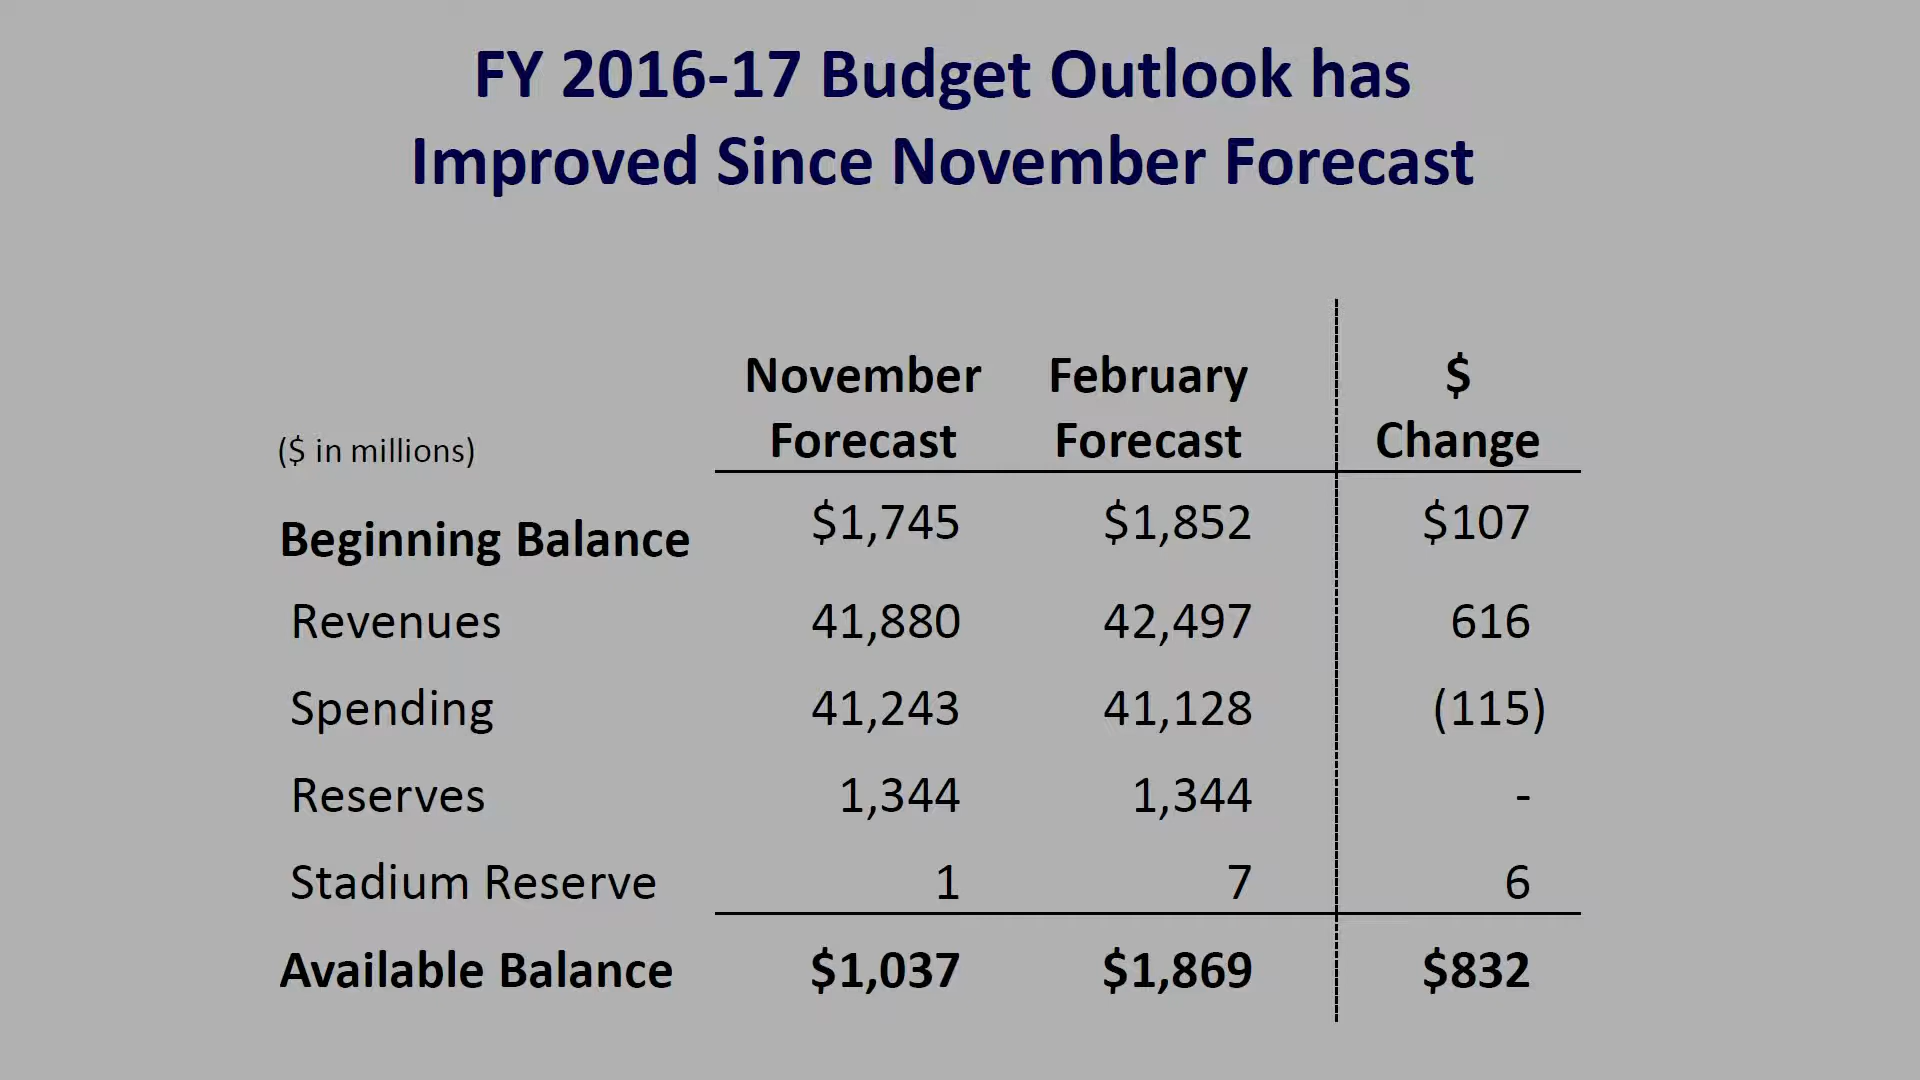 FY 2016-17 Budget Outlook has
Improved Since November Forecast
November February $
($ in millions) Forecast Forecast Change
Beginning Balance $1,745 $1,852 $107
Revenues 41,880 42,497 616
Spending 41,243 41,128 (115)
Reserves 1,344 1,344 -
Stadium Reserve 1 7 6
Available Balance $1,037 $1,869 $832